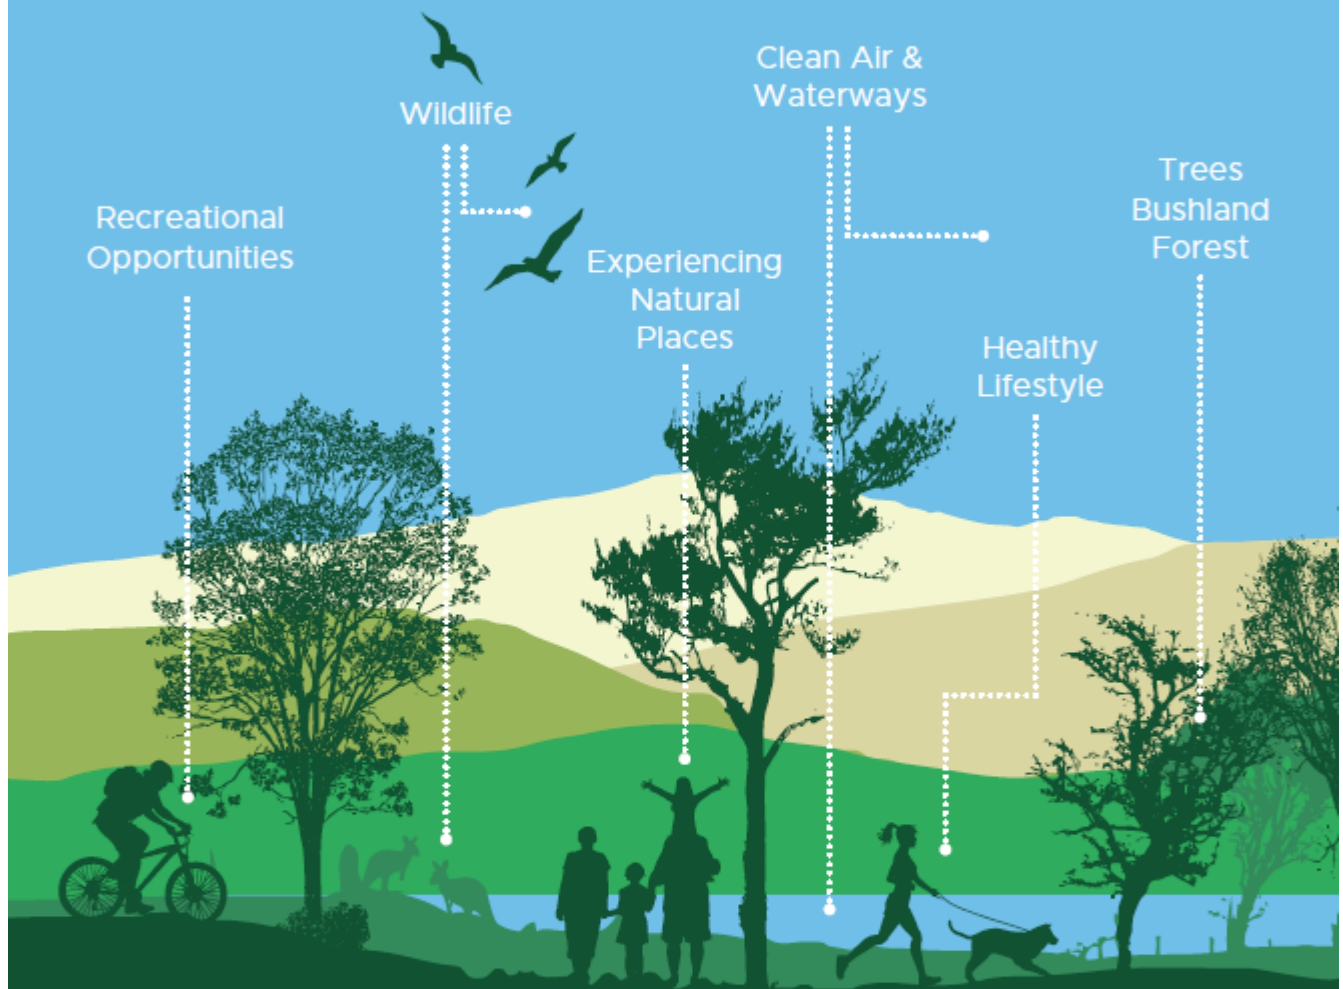 Wildlife
Clean Air &
Waterways
Recreational
Opportunities
Experiencing
Natural
Places
Trees
Bushland
Forest
Healthy
Lifestyle